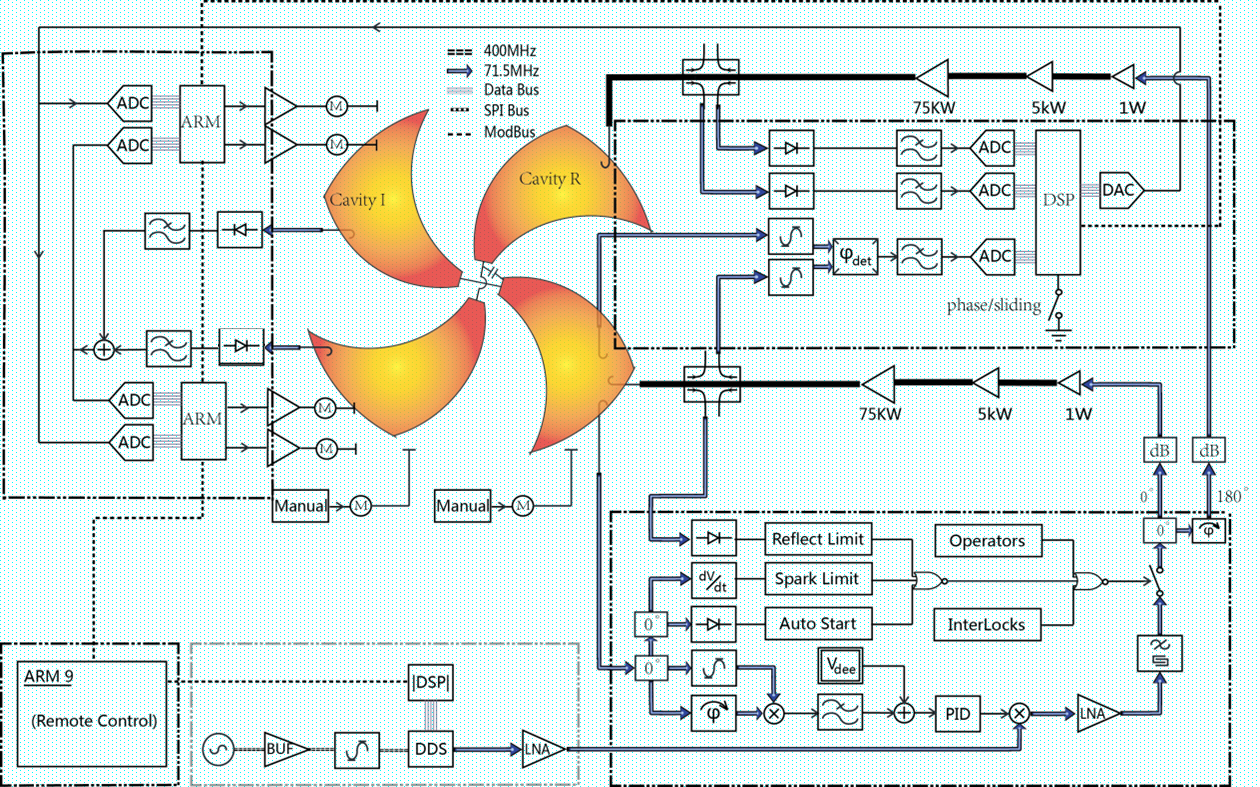 400MHz
71.5MHz
Data Bus
SPI Bus
ModBus
75KW
5kW
1W
ADC
ARM
M
ADC
M
Cavity I
Cavity R
ADC
ADC
DSP
DAC
φdet
ADC
phase/sliding
75KW
5kW
1W
ADC
ARM
M
ADC
M
dB
dB
0°
180°
Manual
M
Manual
M
0
φ
Reflect Limit
Operators
dV/dt
Spark Limit
0°
Auto Start
InterLocks
0°
Vdee
φ
PID
LNA
ARM 9
(Remote Control)
|DSP|
BUF
DDS
LNA